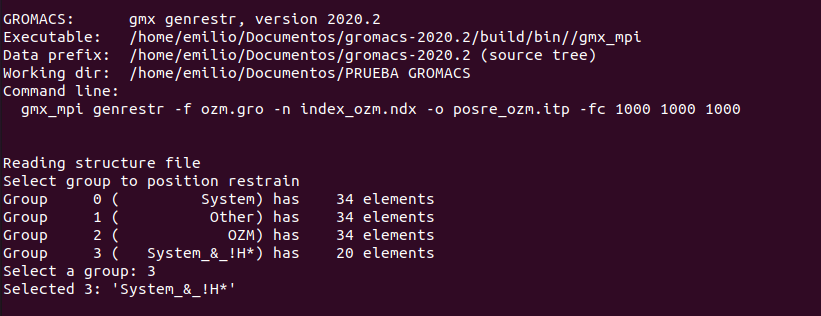 GROMACS:      gmx genrestr, version 2020.2
Executable:   /home/emilio/Documentos/gromacs-2020.2/build/bin//gmx_mpi
Data prefix:  /home/emilio/Documentos/gromacs-2020.2 (source tree)
Working dir:  /home/emilio/Documentos/PRUEBA GROMACS
Command line:
  gmx_mpi genrestr -f ozm.gro -n index_ozm.ndx -o posre_ozm.itp -fc 1000 1000 1000
Reading structure file
Select group to position restrain
Group     0 (         System) has    34 elements
Group     1 (          Other) has    34 elements
Group     2 (            OZM) has    34 elements
Group     3 (   System_&_!H*) has    20 elements
Select a group: 3
Selected 3: 'System_&_!H*'